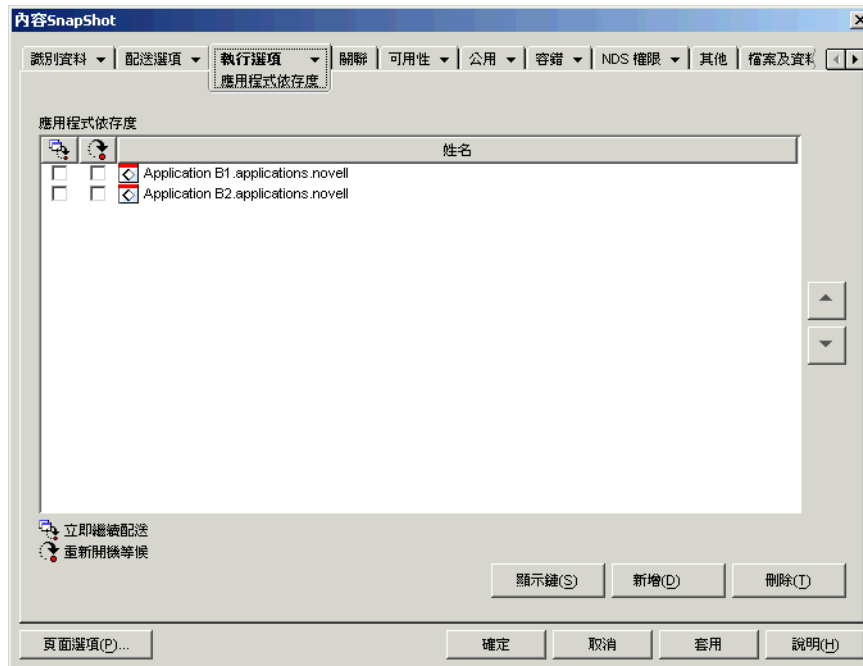 內容SnapShot
識別資料 配送選項 執行選項 關聯 可用性 公用 容錯 NDS 權限 其他 檔案及資料
應用程式依存度
應用程式依存度
姓名
Application B1.applications.novell
Application B2.applications.novell
立即繼續配送
重新開機等候
顯示鏈(S) 新增(D) 刪除(T)
頁面選項(P)... 確定 取消 套用 說明(H)